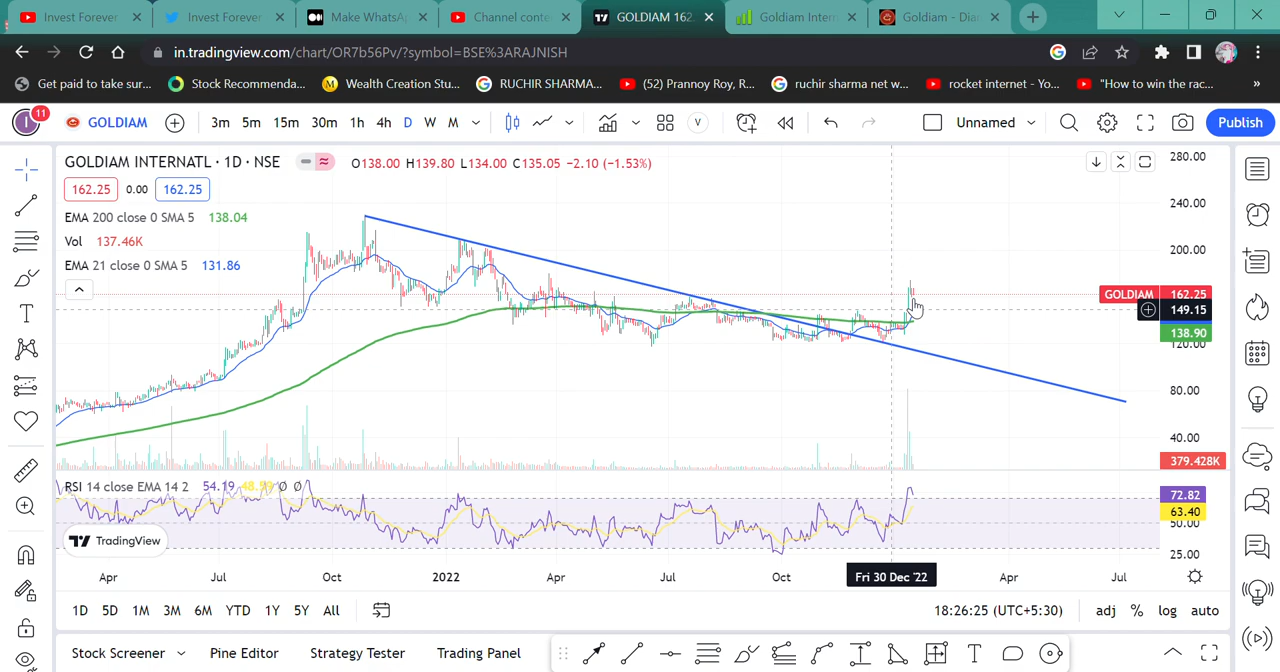 Invest Forever
Invest Forever
Make WhatsAp
Channel conte
GOLDIAM 162.
Goldiam Intern
Goldiam - Diam
in.tradingview.com/chart/OR7b56Pv/?symbol=BSE%3ARAJNISH
Get paid to take sur...
Stock Recommenda...
Wealth Creation Stu...
RUCHIR SHARMA...
(52) Prannoy Roy, R...
ruchir sharma net w...
rocket internet - Yo...
"How to win the rac...
»
I 11
GOLDIAM
3m 5m 15m 30m 1h 4h D W M
V
Unnamed
Publish
GOLDIAM INTERNATL · 1D · NSE
O138.00 H139.80 L134.00 C135.05 −2.10 (−1.53%)
162.25 0.00 162.25
EMA 200 close 0 SMA 5 138.04
Vol 137.46K
EMA 21 close 0 SMA 5 131.86
280.00
240.00
200.00
GOLDIAM 162.25
149.15
138.90
120.00
80.00
40.00
379.428K
RSI 14 close EMA 14 2 54.19 Ø Ø
72.82
63.40
50.00
25.00
TradingView
Apr Jul Oct 2022 Apr Jul Oct Fri 30 Dec '22 Apr Jul
1D 5D 1M 3M 6M YTD 1Y 5Y All
18:26:25 (UTC+5:30)
adj % log auto
Stock Screener Pine Editor Strategy Tester Trading Panel